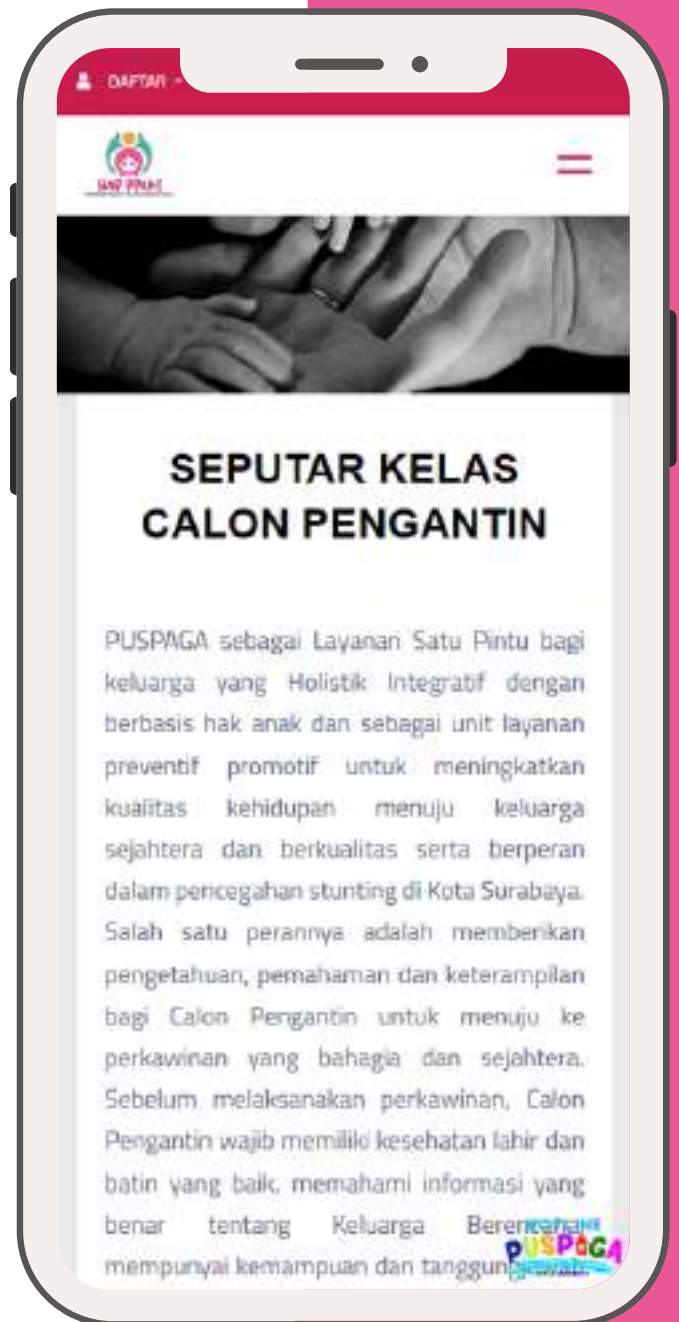 DAFTAR
SIAP PPAK
SEPUTAR KELAS
CALON PENGANTIN
PUSPAGA sebagai Layanan Satu Pintu bagi
keluarga yang Holistik Integratif dengan
berbasis hak anak dan sebagai unit layanan
preventif promotif untuk meningkatkan
kualitas kehidupan menuju keluarga
sejahtera dan berkualitas serta berperan
dalam pencegahan stunting di Kota Surabaya.
Salah satu perannya adalah memberikan
pengetahuan, pemahaman dan keterampilan
bagi Calon Pengantin untuk menuju ke
perkawinan yang bahagia dan sejahtera.
Sebelum melaksanakan perkawinan, Calon
Pengantin wajib memiliki kesehatan lahir dan
batin yang baik, memahami informasi yang
benar tentang Keluarga Berencana,
mempunyai kemampuan dan tanggung
PUSPAGA